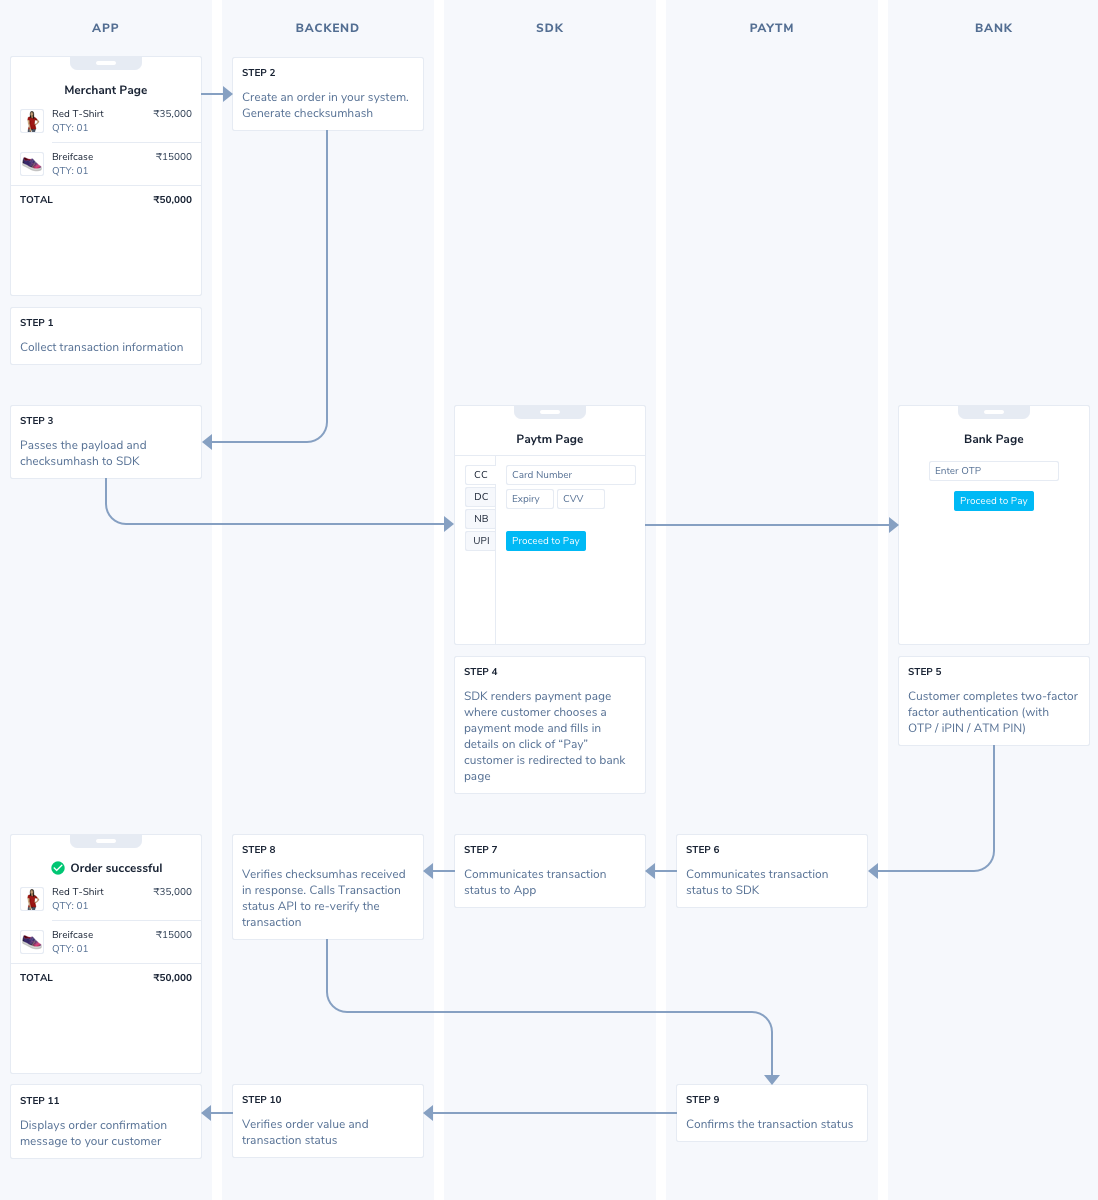 APP
BACKEND
SDK
PAYTM
BANK
Merchant Page
Red T-Shirt ₹35,000
QTY: 01
Breifcase ₹15000
QTY: 01
TOTAL ₹50,000
STEP 1
Collect transaction information
STEP 2
Create an order in your system.
Generate checksumhash
STEP 3
Passes the payload and
checksumhash to SDK
Paytm Page
CC
DC
NB
UPI
Card Number
Expiry CVV
Proceed to Pay
STEP 4
SDK renders payment page
where customer chooses a
payment mode and fills in
details on click of “Pay”
customer is redirected to bank
page
Bank Page
Enter OTP
Proceed to Pay
STEP 5
Customer completes two-factor
factor authentication (with
OTP / iPIN / ATM PIN)
STEP 6
Communicates transaction
status to SDK
STEP 7
Communicates transaction
status to App
STEP 8
Verifies checksumhas received
in response. Calls Transaction
status API to re-verify the
transaction
STEP 9
Confirms the transaction status
STEP 10
Verifies order value and
transaction status
Order successful
Red T-Shirt ₹35,000
QTY: 01
Breifcase ₹15000
QTY: 01
TOTAL ₹50,000
STEP 11
Displays order confirmation
message to your customer